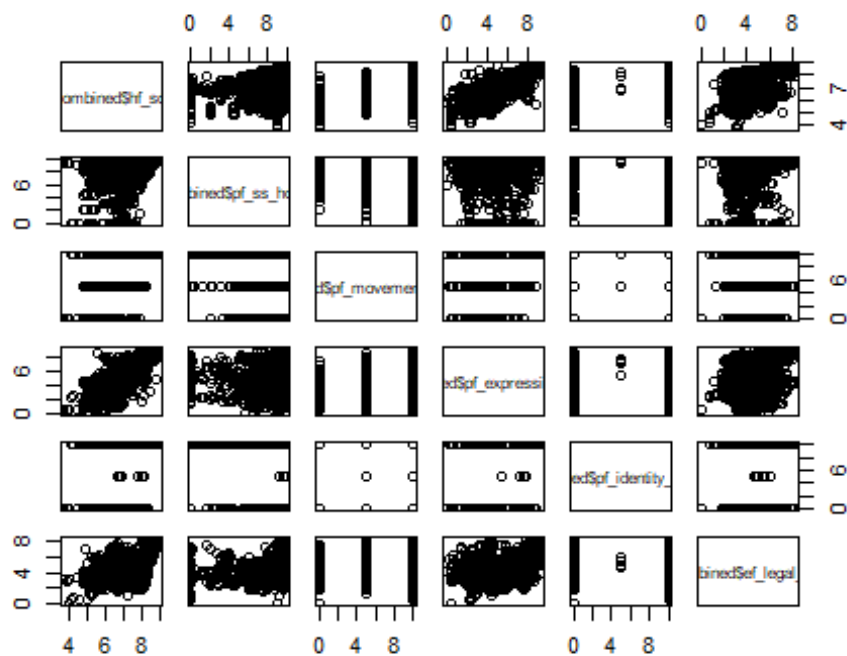 0 4 8 0 4 8 0 4 8
ombined$hf_sc
4 7
0 6
bined$pf_ss_ho
d$pf_movemer
0 6
0 6
ed$pf_expressi
ed$pf_identity_
0 6
0 4 8
bined$ef_legal_
4 6 8 0 4 8 0 4 8